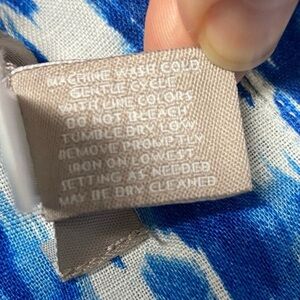 MACHINE WASH COLD
GENTLE CYCLE
WITH LIKE COLORS
DO NOT BLEACH
TUMBLE DRY LOW
REMOVE PROMPTLY
IRON ON LOWEST
SETTING AS NEEDED
MAY BE DRY CLEANED